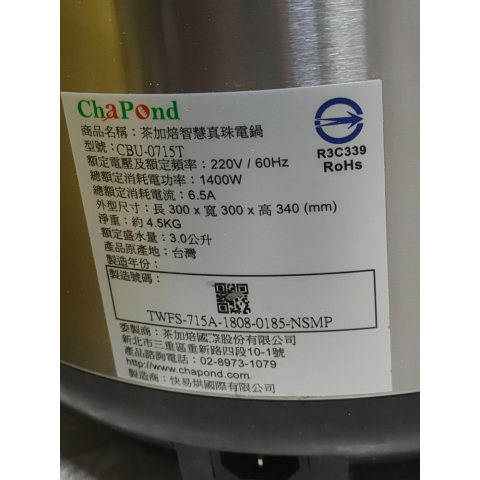 ChaPond
商品名稱：茶加焙智慧真珠電鍋
型號：CBU-0715T
額定電壓及額定頻率：220V / 60Hz
總額定消耗電功率：1400W
總額定消耗電流：6.5A
外型尺寸：長 300 x 寬 300 x 高 340 (mm)
淨重：約 4.5KG
額定盛水量：3.0公升
產品原產地：台灣
製造年份：
製造號碼：
TWFS-715A-1808-0185-NSMP
委製商：茶加焙國際股份有限公司
新北市三重區重新路四段10-1號
產品諮詢電話：02-8973-1079
http://www.chapond.com
製造商：快易烘國際有限公司
R3C339
RoHs